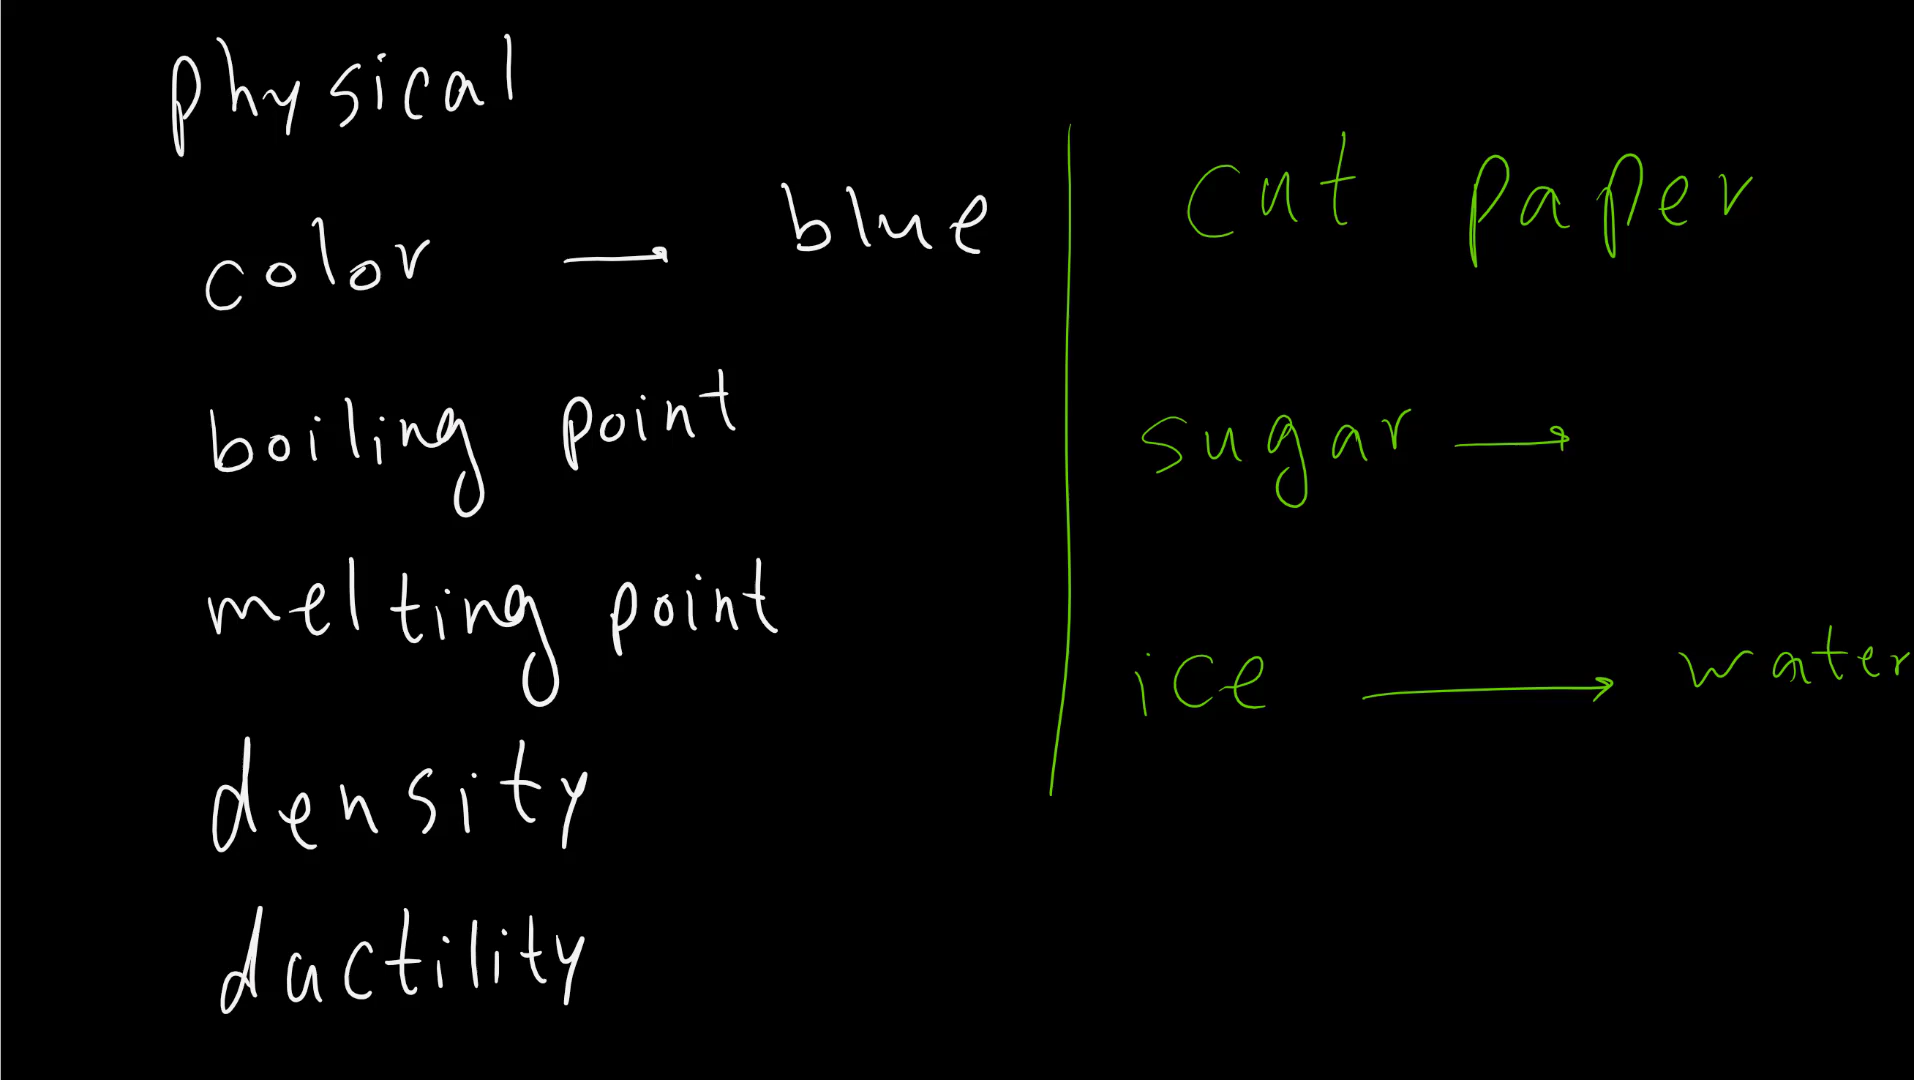 physical
color → blue
boiling point
melting point
density
dactility
cut paper
sugar →
ice → water